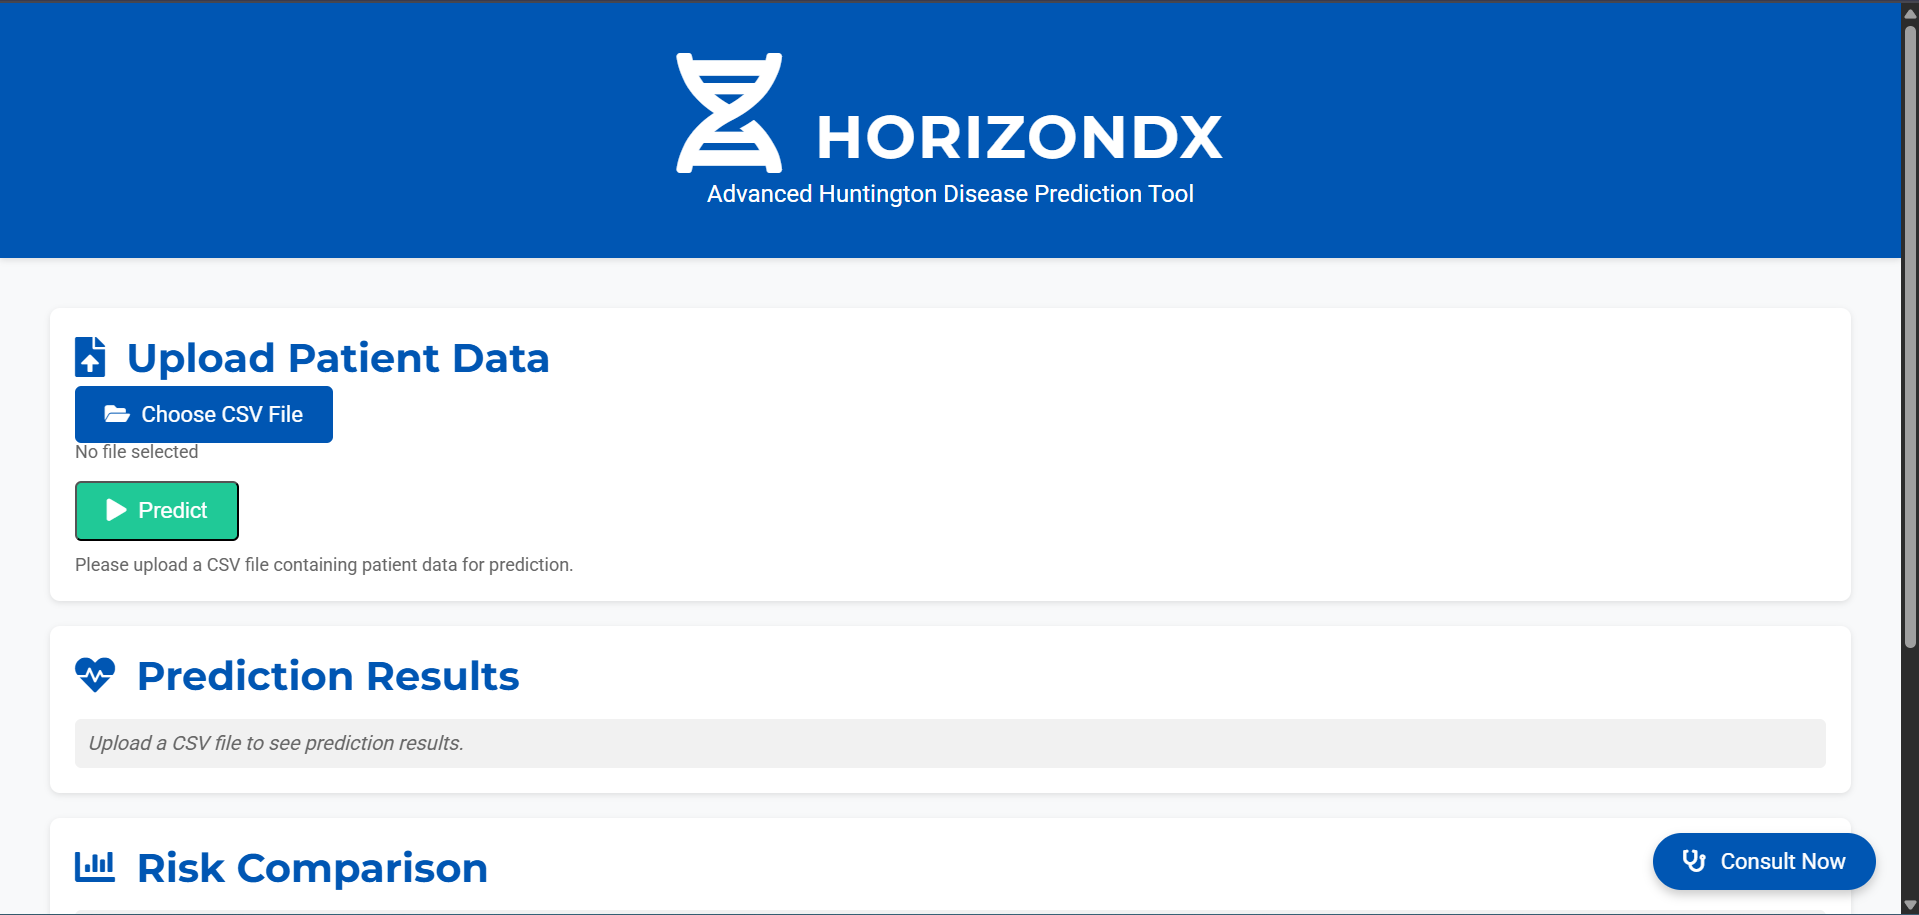 HORIZONDX
Advanced Huntington Disease Prediction Tool
Upload Patient Data
Choose CSV File
No file selected
Predict
Please upload a CSV file containing patient data for prediction.
Prediction Results
Upload a CSV file to see prediction results.
Risk Comparison
Consult Now